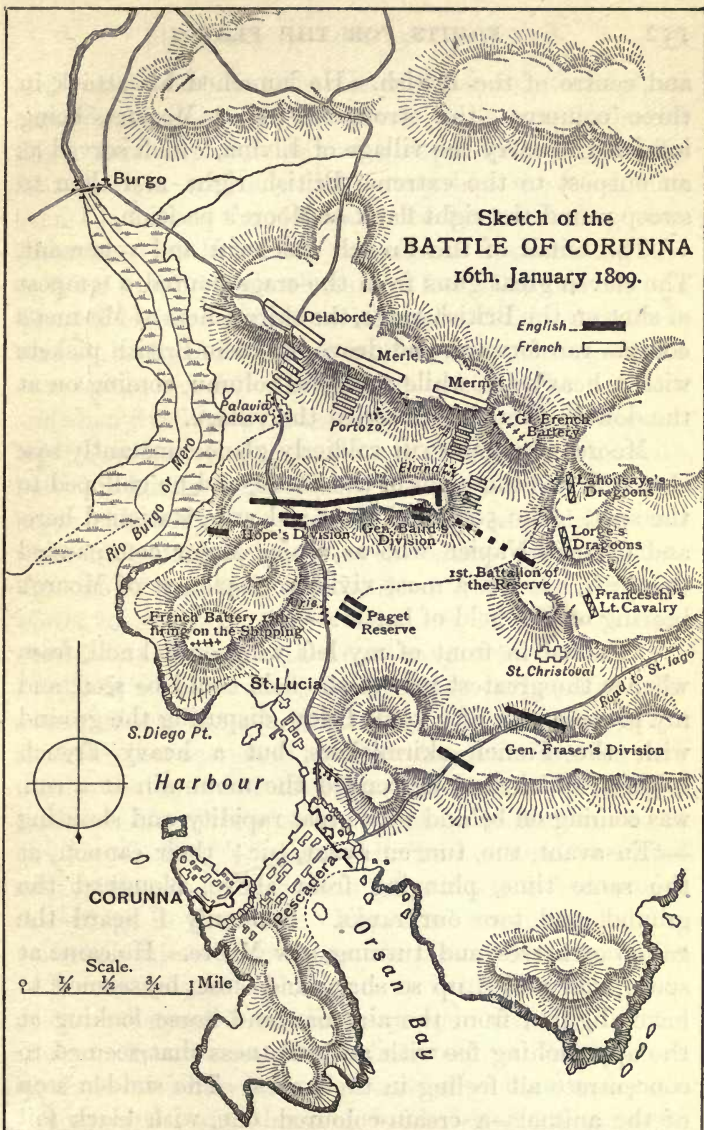 Burgo
Sketch of the
BATTLE OF CORUNNA
16th. January 1809.
English
French
Delaborde
Merle
Mermet
Gt. French
Battery
Palavia
abaxo
Portozo
Elvina
Lahoussaye's
Dragoons
Rio Burgo or Mero
Hope's Division
Gen. Baird's
Division
Lorge's
Dragoons
1st. Battalion of
the Reserve
Franceschi's
Lt. Cavalry
French Battery 17th
firing on the Shipping
Airis
Paget
Reserve
St. Christoval
Road to St. Iago
St. Lucia
S. Diego Pt.
Gen. Fraser's Division
Harbour
CORUNNA
Pescadera
Orsan Bay
Scale.
0 ¼ ½ ¾ 1 Mile